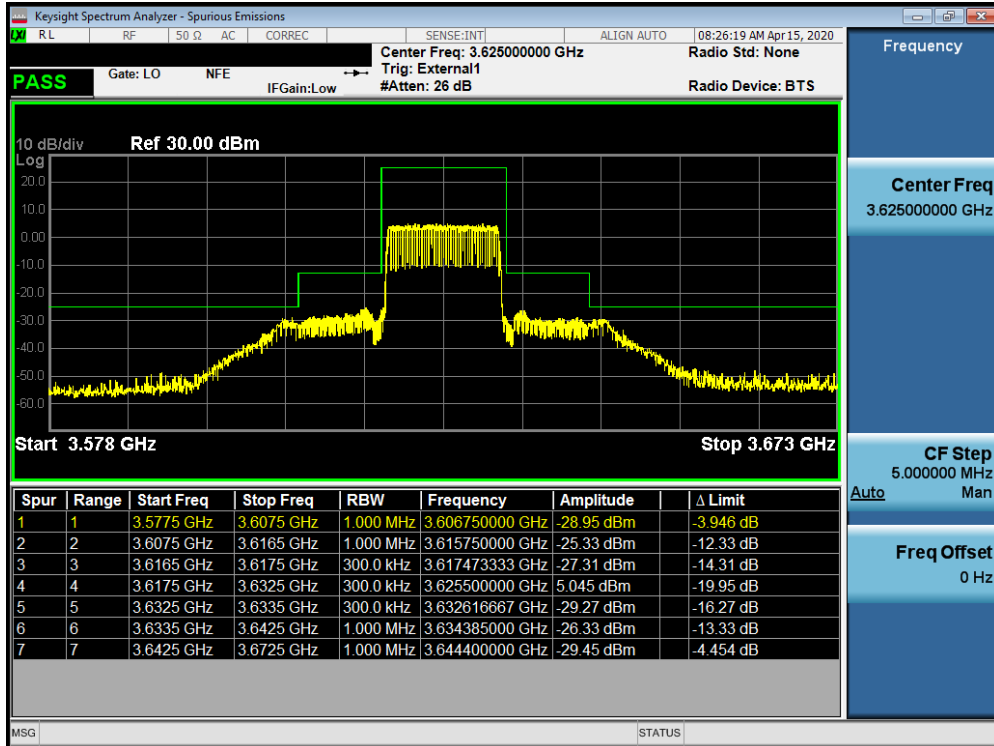 Keysight Spectrum Analyzer - Spurious Emissions
LXI RL RF 50 Ω AC CORREC SENSE:INT ALIGN AUTO 08:26:19 AM Apr 15, 2020
Center Freq: 3.625000000 GHz Radio Std: None
Gate: LO NFE Trig: External1
PASS IFGain:Low #Atten: 26 dB Radio Device: BTS
10 dB/div Ref 30.00 dBm
Log
20.0
10.0
0.00
-10.0
-20.0
-30.0
-40.0
-50.0
-60.0
Start 3.578 GHz Stop 3.673 GHz
Spur Range Start Freq Stop Freq RBW Frequency Amplitude Δ Limit
1 1 3.5775 GHz 3.6075 GHz 1.000 MHz 3.606750000 GHz -28.95 dBm -3.946 dB
2 2 3.6075 GHz 3.6165 GHz 1.000 MHz 3.615750000 GHz -25.33 dBm -12.33 dB
3 3 3.6165 GHz 3.6175 GHz 300.0 kHz 3.617473333 GHz -27.31 dBm -14.31 dB
4 4 3.6175 GHz 3.6325 GHz 300.0 kHz 3.625500000 GHz 5.045 dBm -19.95 dB
5 5 3.6325 GHz 3.6335 GHz 300.0 kHz 3.632616667 GHz -29.27 dBm -16.27 dB
6 6 3.6335 GHz 3.6425 GHz 1.000 MHz 3.634385000 GHz -26.33 dBm -13.33 dB
7 7 3.6425 GHz 3.6725 GHz 1.000 MHz 3.644400000 GHz -29.45 dBm -4.454 dB
MSG STATUS
Frequency
Center Freq
3.625000000 GHz
CF Step
5.000000 MHz
Auto Man
Freq Offset
0 Hz